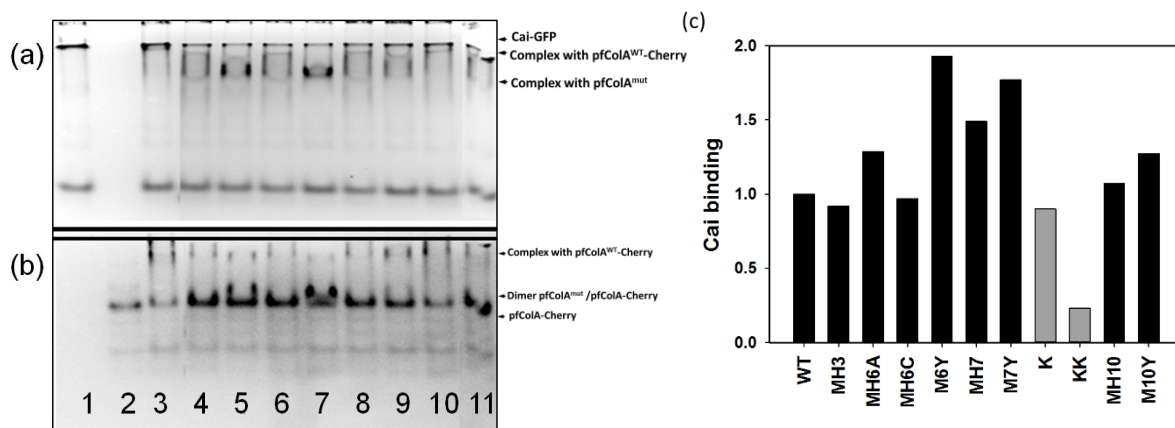 (a)
Cai-GFP
Complex with pfColA^WT-Cherry
Complex with pfColA^mut
(b)
Complex with pfColA^WT-Cherry
Dimer pfColA^mut /pfColA-Cherry
pfColA-Cherry
1 2 3 4 5 6 7 8 9 10 11
(c)
Cai binding
2.0
1.5
1.0
0.5
0.0
WT MH3 MH6A MH6C M6Y MH7 M7Y K KK MH10 M10Y